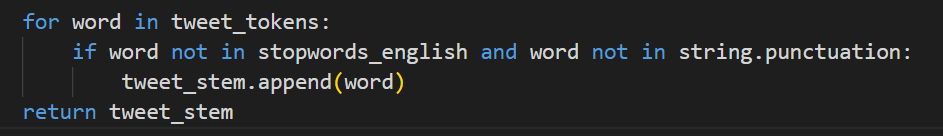 for word in tweet_tokens:
    if word not in stopwords_english and word not in string.punctuation:
        tweet_stem.append(word)
return tweet_stem